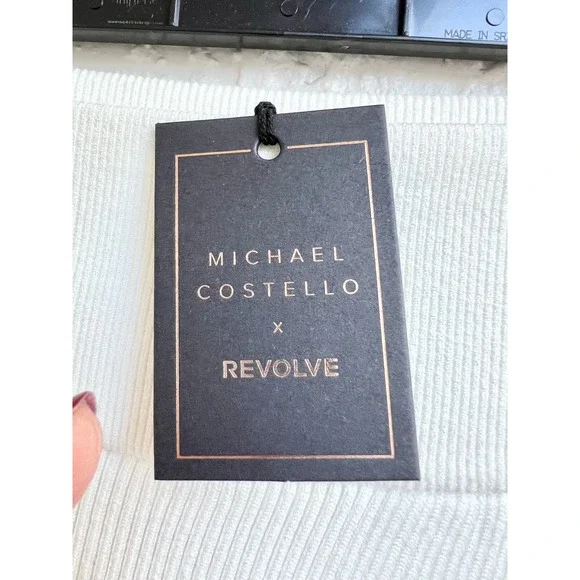 MADE IN SR
MICHAEL
COSTELLO
X
REVOLVE